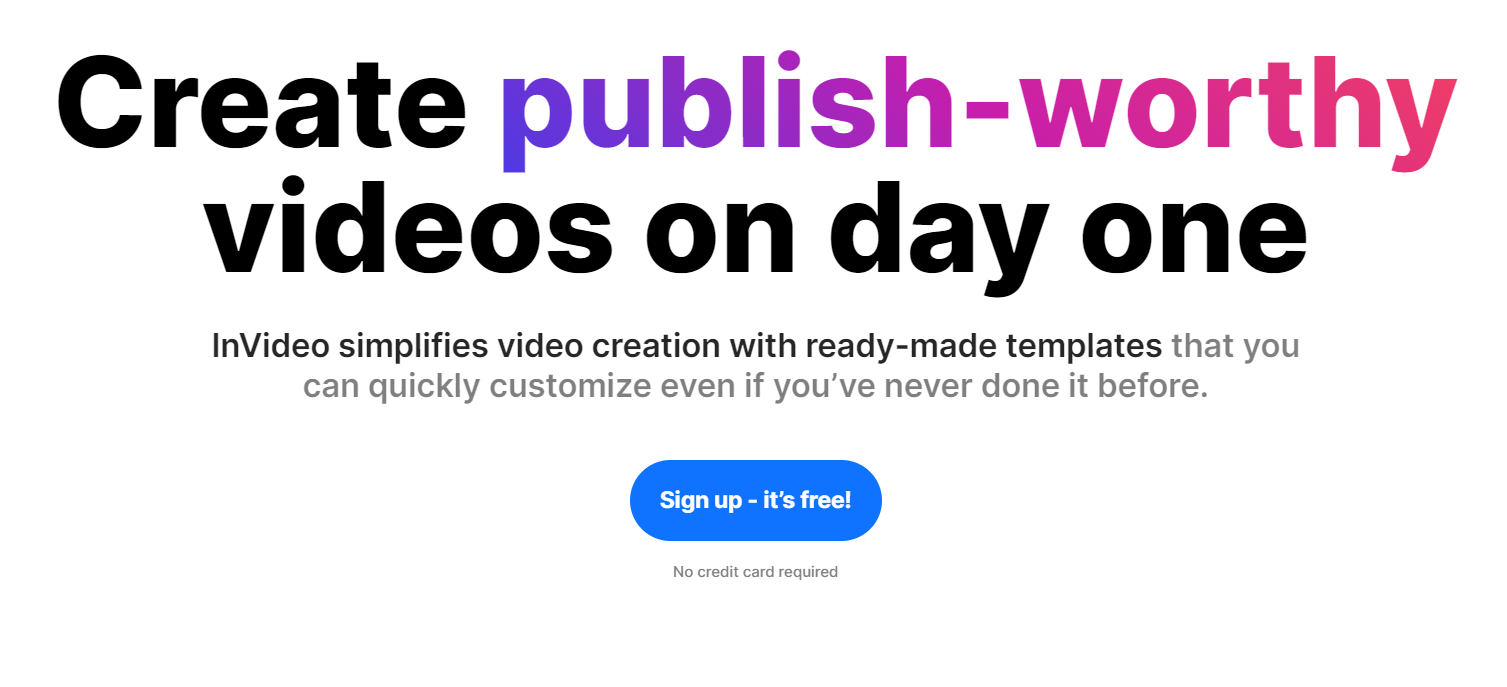 Create publish-worthy
videos on day one
InVideo simplifies video creation with ready-made templates that you
can quickly customize even if you’ve never done it before.
Sign up - it’s free!
No credit card required